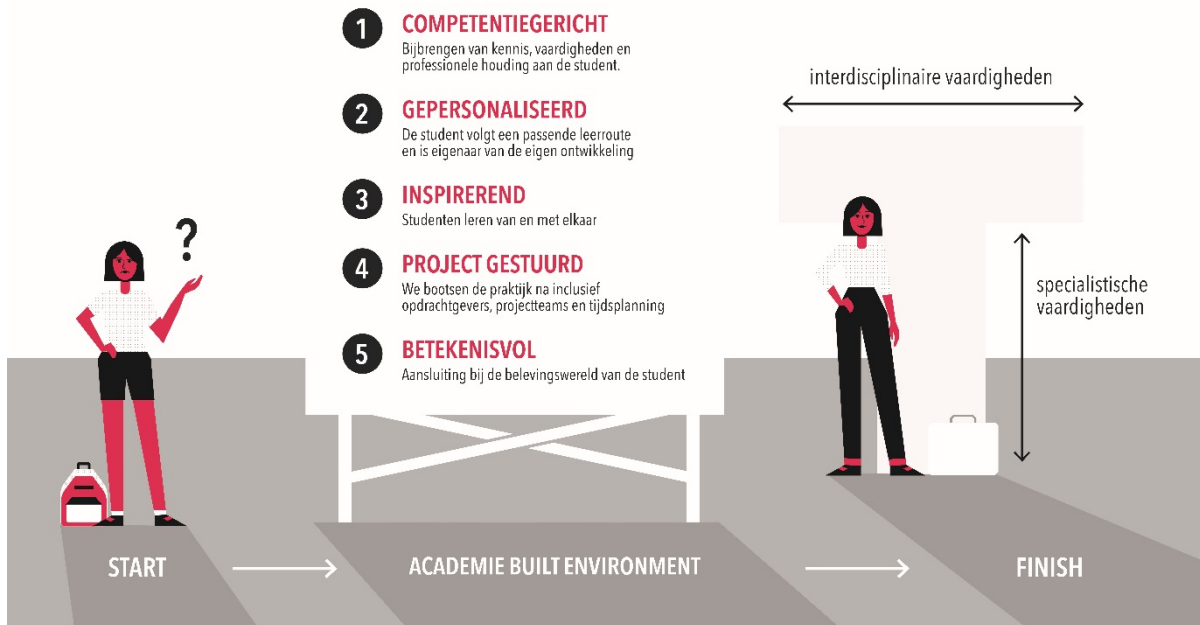 1 COMPETENTIEGERICHT
Bijbrengen van kennis, vaardigheden en
professionele houding aan de student.
2 GEPERSONALISEERD
De student volgt een passende leerroute
en is eigenaar van de eigen ontwikkeling
3 INSPIREREND
Studenten leren van en met elkaar
4 PROJECT GESTUURD
We bootsen de praktijk na inclusief
opdrachtgevers, projectteams en tijdsplanning
5 BETEKENISVOL
Aansluiting bij de belevingswereld van de student
?
interdisciplinaire vaardigheden
specialistische
vaardigheden
START
ACADEMIE BUILT ENVIRONMENT
FINISH